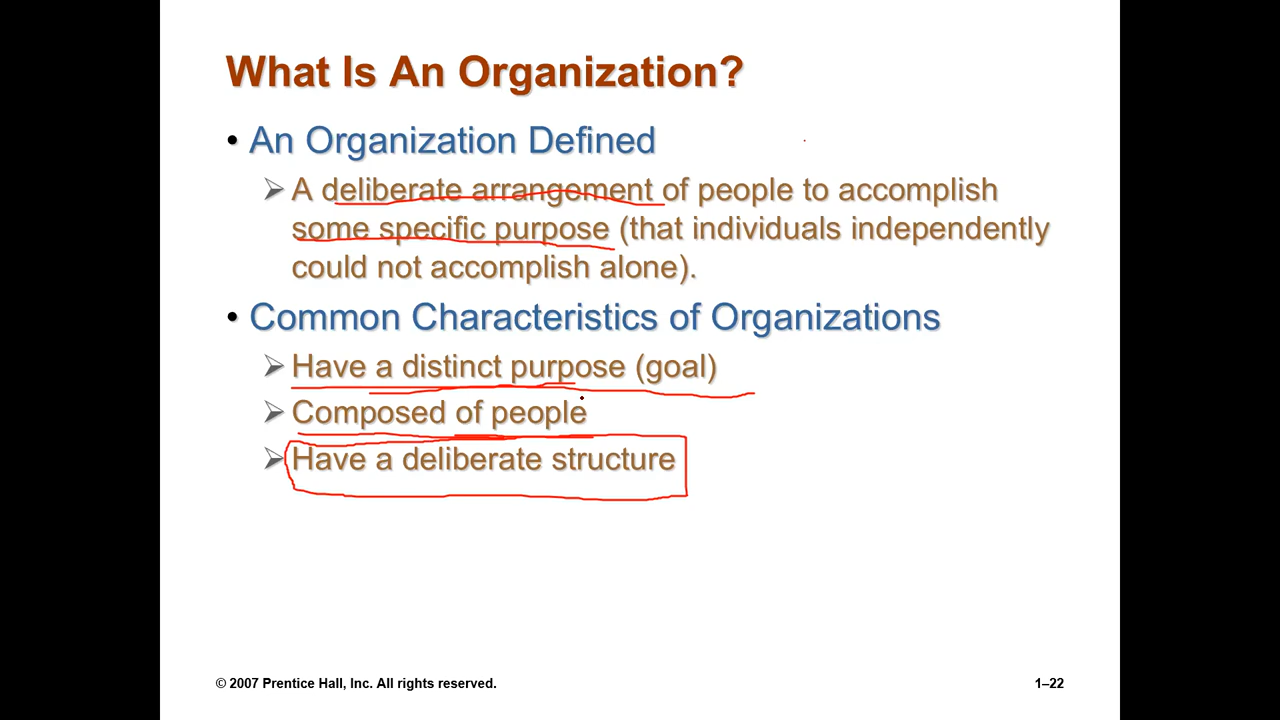 What Is An Organization?
• An Organization Defined
➢ A deliberate arrangement of people to accomplish
some specific purpose (that individuals independently
could not accomplish alone).
• Common Characteristics of Organizations
➢ Have a distinct purpose (goal)
➢ Composed of people
➢ Have a deliberate structure
© 2007 Prentice Hall, Inc. All rights reserved.
1–22